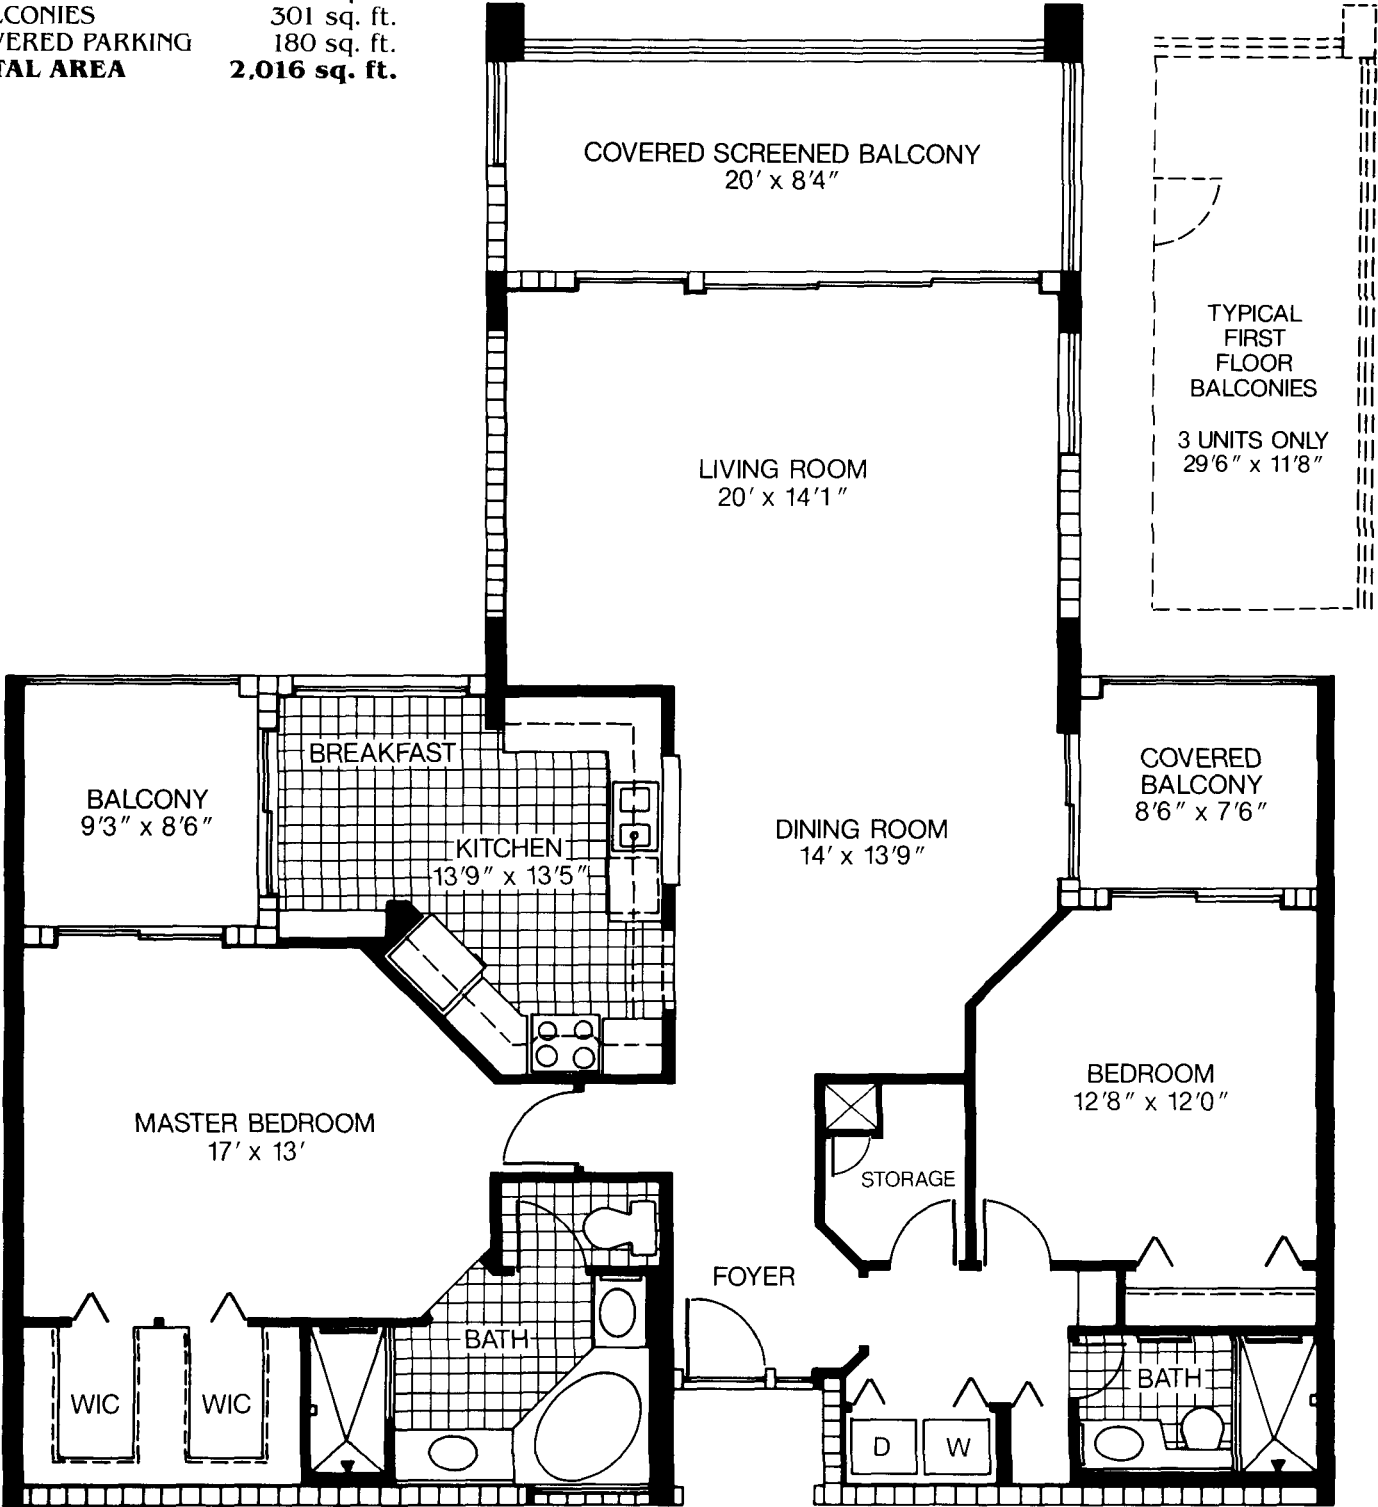 LCONIES 301 sq. ft.
VERED PARKING 180 sq. ft.
TAL AREA 2,016 sq. ft.
COVERED SCREENED BALCONY
20' x 8'4"
TYPICAL
FIRST
FLOOR
BALCONIES
3 UNITS ONLY
29'6" x 11'8"
LIVING ROOM
20' x 14'1"
BREAKFAST
BALCONY
9'3" x 8'6"
KITCHEN
13'9" x 13'5"
DINING ROOM
14' x 13'9"
COVERED
BALCONY
8'6" x 7'6"
MASTER BEDROOM
17' x 13'
BEDROOM
12'8" x 12'0"
STORAGE
FOYER
BATH
WIC
WIC
BATH
D
W